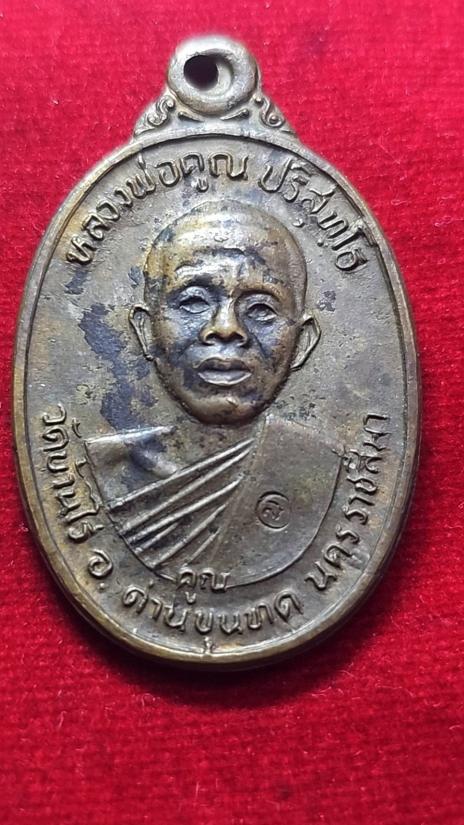 หลวงพ่อคูณ ปริสุทฺโธ
คูณ
วัดบ้านไร่ อ. ด่านขุนทด นครราชสีมา